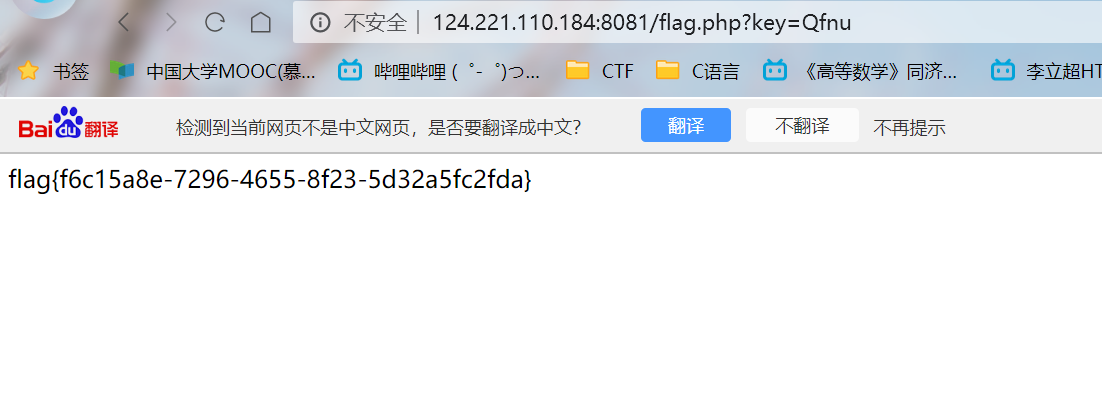 不安全 124.221.110.184:8081/flag.php?key=Qfnu
书签 中国大学MOOC(慕... 哔哩哔哩 (゜-゜)つ... CTF C语言 《高等数学》同济... 李立超HT
Bai du 翻译 检测到当前网页不是中文网页，是否要翻译成中文? 翻译 不翻译 不再提示
flag{f6c15a8e-7296-4655-8f23-5d32a5fc2fda}